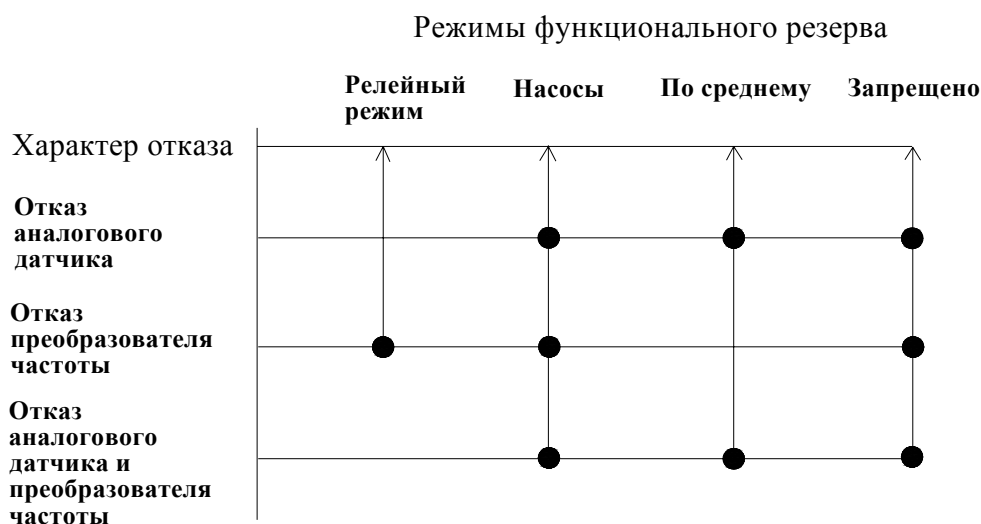 Режимы функционального резерва
Релейный
режим
Насосы
По среднему
Запрещено
Характер отказа
Отказ
аналогового
датчика
Отказ
преобразователя
частоты
Отказ
аналогового
датчика и
преобразователя
частоты